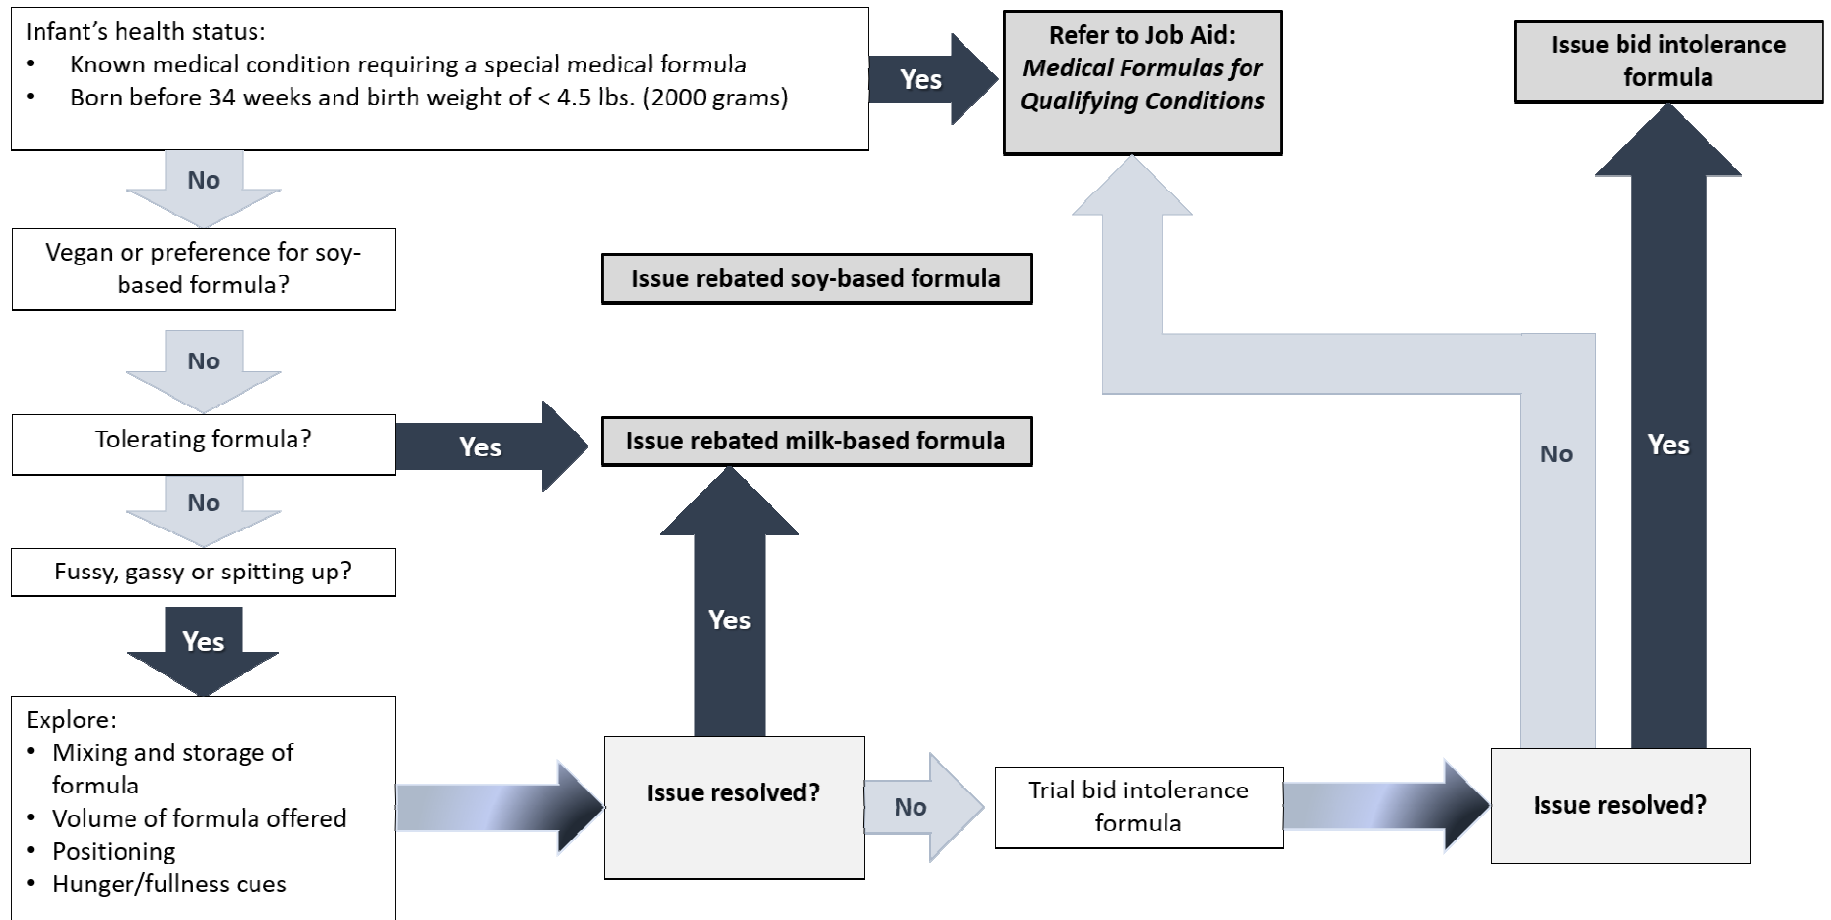 Infant’s health status:
• Known medical condition requiring a special medical formula
• Born before 34 weeks and birth weight of < 4.5 lbs. (2000 grams)
Yes
Refer to Job Aid:
Medical Formulas for
Qualifying Conditions
Issue bid intolerance
formula
No
Vegan or preference for soy-
based formula?
Issue rebated soy-based formula
No
Tolerating formula?
Yes
Issue rebated milk-based formula
No
Yes
No
Fussy, gassy or spitting up?
Yes
Yes
Explore:
• Mixing and storage of
formula
• Volume of formula offered
• Positioning
• Hunger/fullness cues
Issue resolved?
No
Trial bid intolerance
formula
Issue resolved?